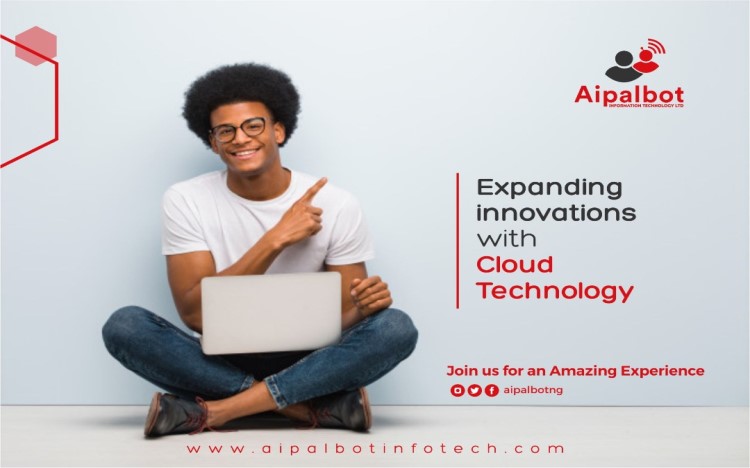 Aipalbot
INFORMATION TECHNOLOGY LTD
Expanding
innovations
with
Cloud
Technology
Join us for an Amazing Experience
aipalbotng
www.aipalbotinfotech.com